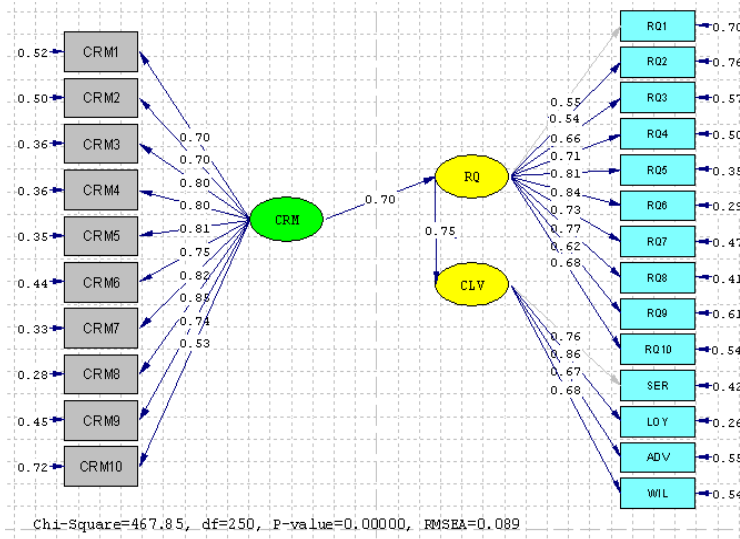 0.52 CRM1
0.50 CRM2
0.36 CRM3
0.36 CRM4
0.35 CRM5
0.44 CRM6
0.33 CRM7
0.28 CRM8
0.45 CRM9
0.72 CRM10
0.70
0.70
0.80
0.80
0.81
0.75
0.82
0.85
0.74
0.53
CRM
0.70
RQ
0.75
CLV
0.55
0.54
0.66
0.71
0.81
0.84
0.73
0.77
0.62
0.68
0.76
0.86
0.67
0.68
RQ1 0.70
RQ2 0.76
RQ3 0.57
RQ4 0.50
RQ5 0.35
RQ6 0.29
RQ7 0.47
RQ8 0.41
RQ9 0.61
RQ10 0.54
SER 0.42
LOY 0.26
ADV 0.55
WIL 0.54
Chi-Square=467.85, df=250, P-value=0.00000, RMSEA=0.089